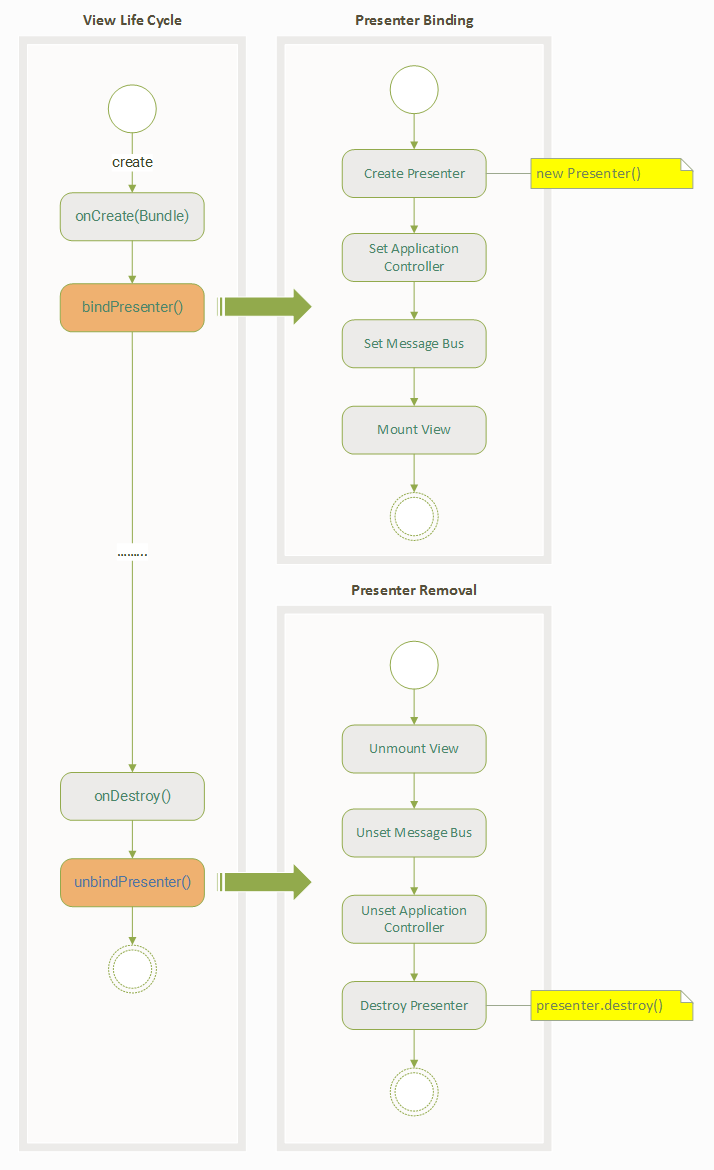 View Life Cycle
create
onCreate(Bundle)
bindPresenter()
.........
onDestroy()
unbindPresenter()
Presenter Binding
Create Presenter
new Presenter()
Set Application
Controller
Set Message Bus
Mount View
Presenter Removal
Unmount View
Unset Message Bus
Unset Application
Controller
Destroy Presenter
presenter.destroy()